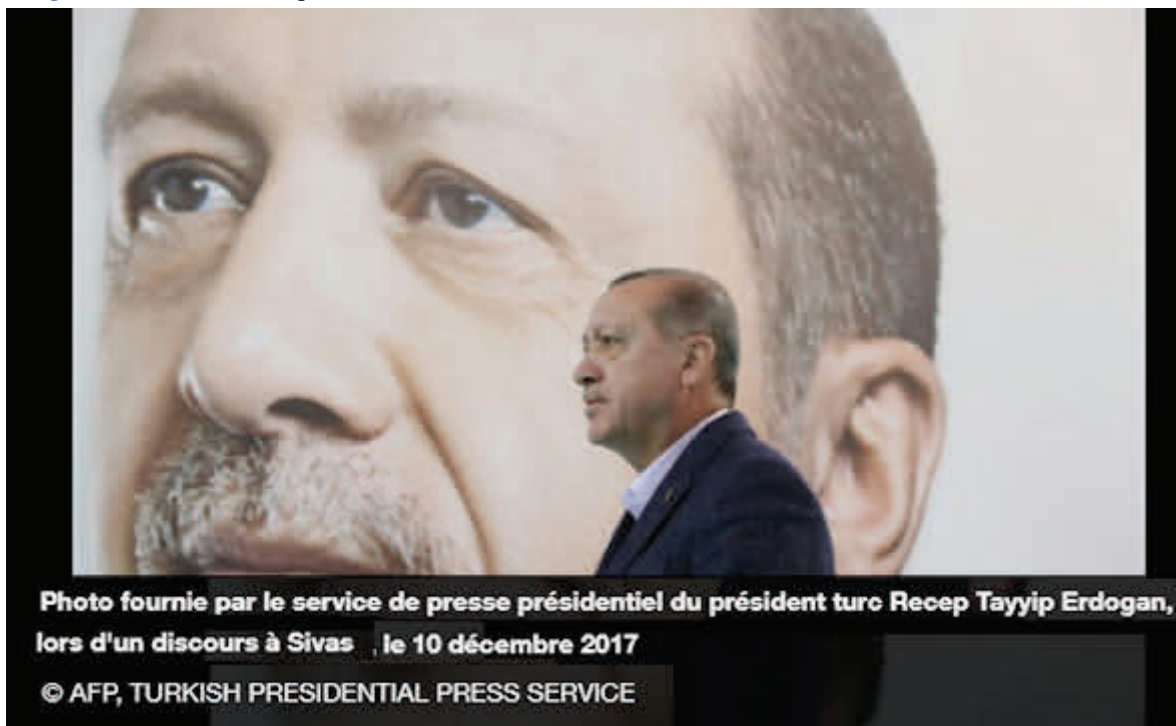 Photo fournie par le service de presse présidentiel du président turc Recep Tayyip Erdogan,
lors d'un discours à Sivas , le 10 décembre 2017
© AFP, TURKISH PRESIDENTIAL PRESS SERVICE